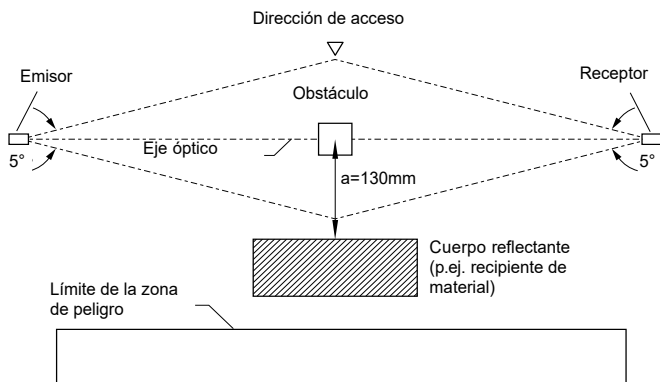 Dirección de acceso
Emisor
Receptor
Obstáculo
Eje óptico
5°
5°
a=130mm
Cuerpo reflectante
(p.ej. recipiente de
material)
Límite de la zona
de peligro